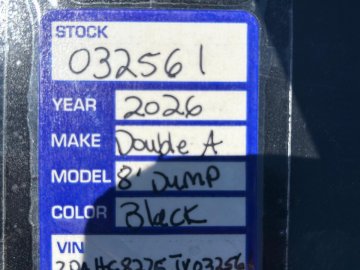 STOCK
032561
YEAR 2026
MAKE Double A
MODEL 8' Dump
COLOR Black
VIN